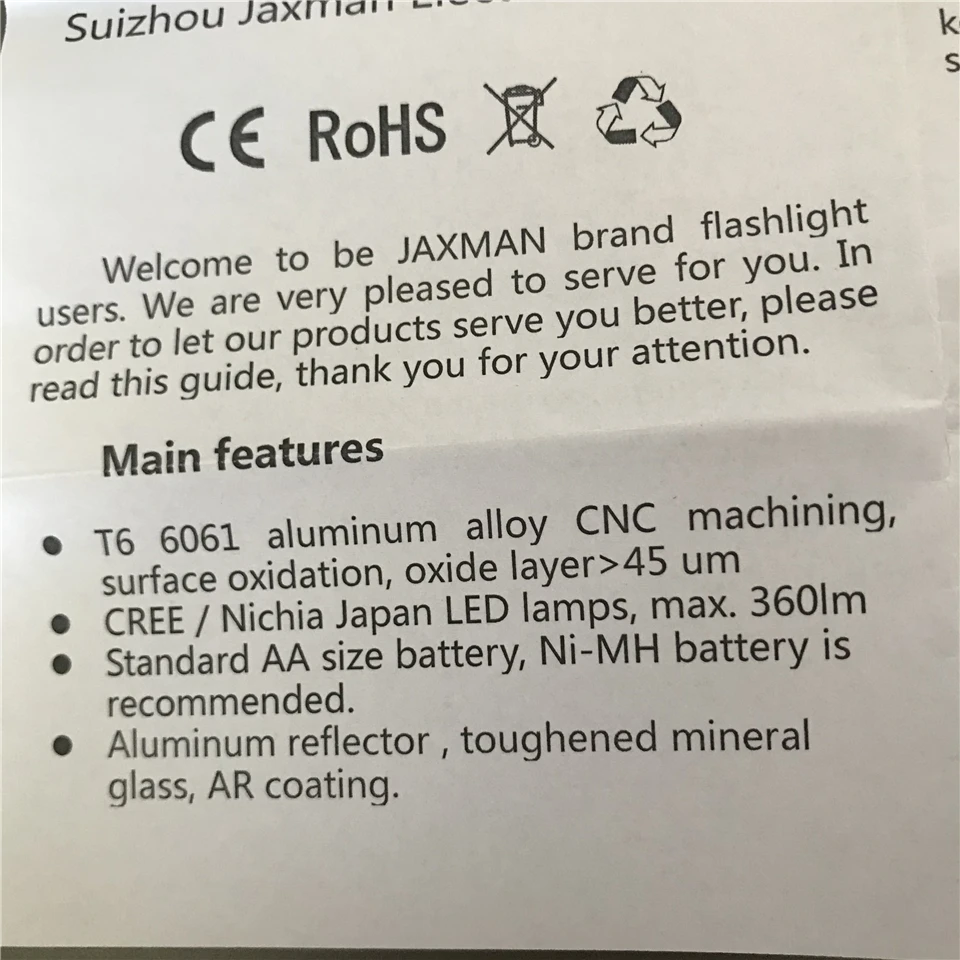 Suizhou Jaxman
CE RoHS
Welcome to be JAXMAN brand flashlight
users. We are very pleased to serve for you. In
order to let our products serve you better, please
read this guide, thank you for your attention.
Main features
● T6 6061 aluminum alloy CNC machining,
surface oxidation, oxide layer>45 um
● CREE / Nichia Japan LED lamps, max. 360lm
● Standard AA size battery, Ni-MH battery is
recommended.
● Aluminum reflector , toughened mineral
glass, AR coating.